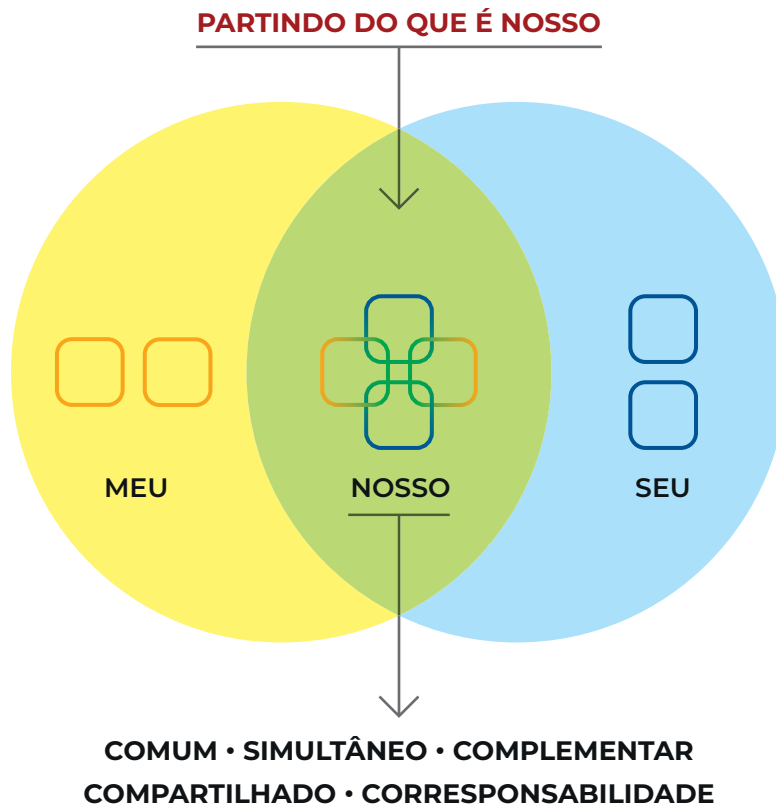 PARTINDO DO QUE É NOSSO
MEU
NOSSO
SEU
COMUM • SIMULTÂNEO • COMPLEMENTAR
COMPARTILHADO • CORRESPONSABILIDADE